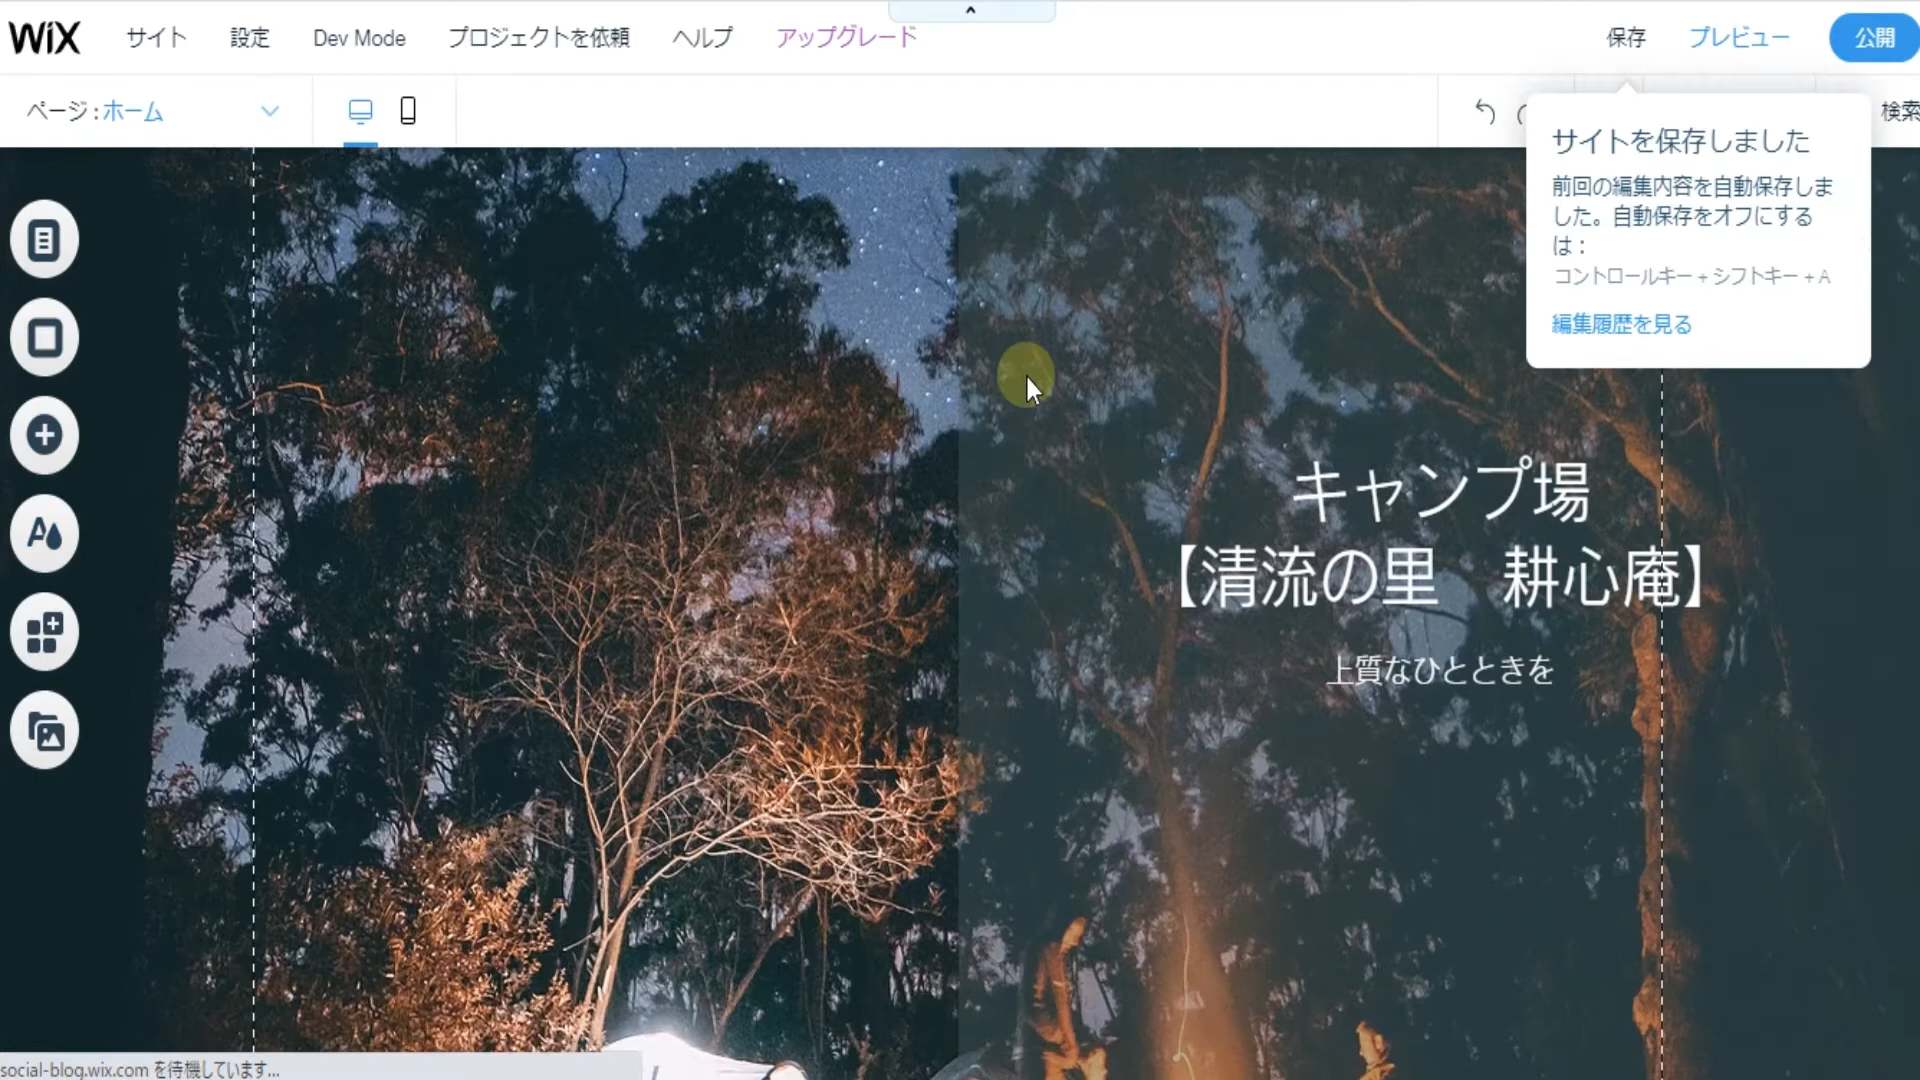 WiX サイト 設定 Dev Mode プロジェクトを依頼 ヘルプ アップグレード 保存 プレビュー 公開
ページ : ホーム 検索
サイトを保存しました
前回の編集内容を自動保存しま
した。自動保存をオフにする
は：
コントロールキー + シフトキー + A
編集履歴を見る
キャンプ場
【清流の里　耕心庵】
上質なひとときを
social-blog.wix.com を待機しています...